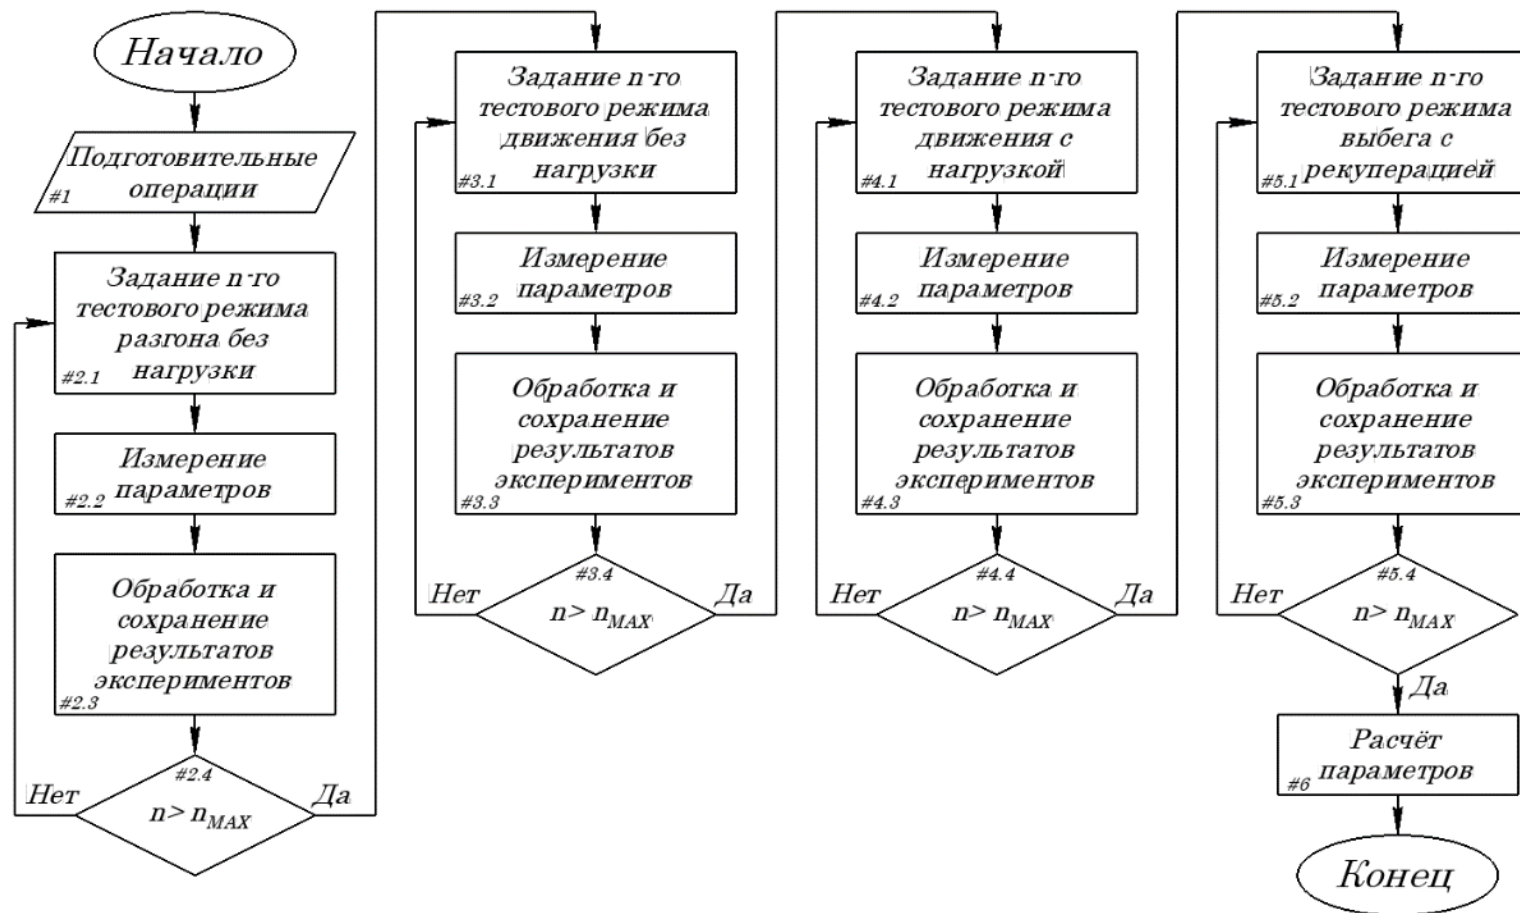 Начало
Подготовительные
операции
#1
Задание n-го
тестового режима
разгона без
нагрузки
#2.1
Измерение
параметров
#2.2
Обработка и
сохранение
результатов
экспериментов
#2.3
#2.4
n> nMAX
Нет
Да
Задание n-го
тестового режима
движения без
нагрузки
#3.1
Измерение
параметров
#3.2
Обработка и
сохранение
результатов
экспериментов
#3.3
#3.4
n> nMAX
Нет
Да
Задание n-го
тестового режима
движения с
нагрузкой
#4.1
Измерение
параметров
#4.2
Обработка и
сохранение
результатов
экспериментов
#4.3
#4.4
n> nMAX
Нет
Да
Задание n-го
тестового режима
выбега с
рекуперацией
#5.1
Измерение
параметров
#5.2
Обработка и
сохранение
результатов
экспериментов
#5.3
#5.4
n> nMAX
Нет
Да
Расчёт
параметров
#6
Конец